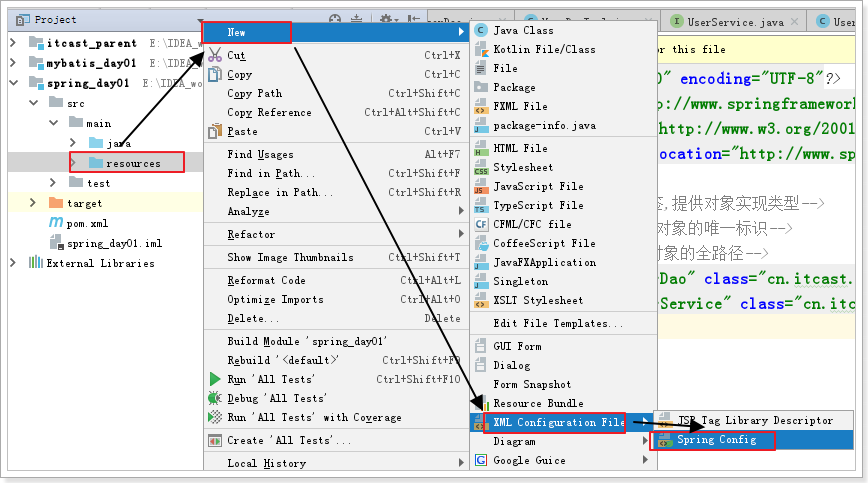 Project
itcast_parent E:\IDEA_w
mybatis_day01 E:\IDEA_w
spring_day01 E:\IDEA_wo
src
main
java
resources
test
target
pom.xml
spring_day01.iml
External Libraries
New
Cut Ctrl+X
Copy Ctrl+C
Copy Path Ctrl+Shift+C
Copy Reference Ctrl+Alt+Shift+C
Paste Ctrl+V
Find Usages Alt+F7
Find in Path... Ctrl+Shift+F
Replace in Path... Ctrl+Shift+R
Analyze
Refactor
Show Image Thumbnails Ctrl+Shift+T
Reformat Code Ctrl+Alt+L
Optimize Imports Ctrl+Alt+O
Delete... Delete
Build Module 'spring_day01'
Rebuild '<default>' Ctrl+Shift+F9
Run 'All Tests' Ctrl+Shift+F10
Debug 'All Tests'
Run 'All Tests' with Coverage
Create 'All Tests'...
Local History
Java Class
Kotlin File/Class
File
Package
FXML File
package-info.java
HTML File
Stylesheet
JavaScript File
TypeScript File
CFML/CFC file
CoffeeScript File
JavaFXApplication
Singleton
XSLT Stylesheet
Edit File Templates...
GUI Form
Dialog
Form Snapshot
Resource Bundle
XML Configuration File
Diagram
Google Guice
JSP Tag Library Descriptor
Spring Config
UserService.java
User
or this file
0" encoding="UTF-8"?>
p://www.springframework
http://www.w3.org/2001
ocation="http://www.sp
签,提供对象实现类型-->
对象的唯一标识-->
对象的全路径-->
Dao" class="cn.itcast.
Service" class="cn.itc